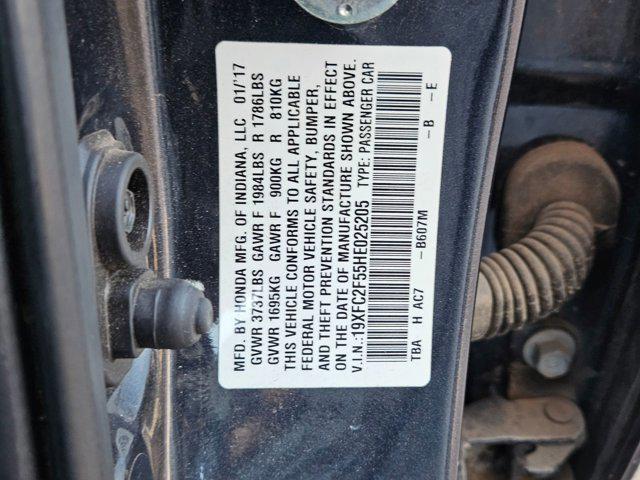 MFD. BY HONDA MFG. OF INDIANA, LLC 01/17
GVWR 3737LBS GAWR F 1984LBS R 1786LBS
GVWR 1695KG GAWR F 900KG R 810KG
THIS VEHICLE CONFORMS TO ALL APPLICABLE
FEDERAL MOTOR VEHICLE SAFETY, BUMPER,
AND THEFT PREVENTION STANDARDS IN EFFECT
ON THE DATE OF MANUFACTURE SHOWN ABOVE.
V.I.N.:19XFC2F55HE025205 TYPE: PASSENGER CAR
TBA H AC7 -B607M -B -E